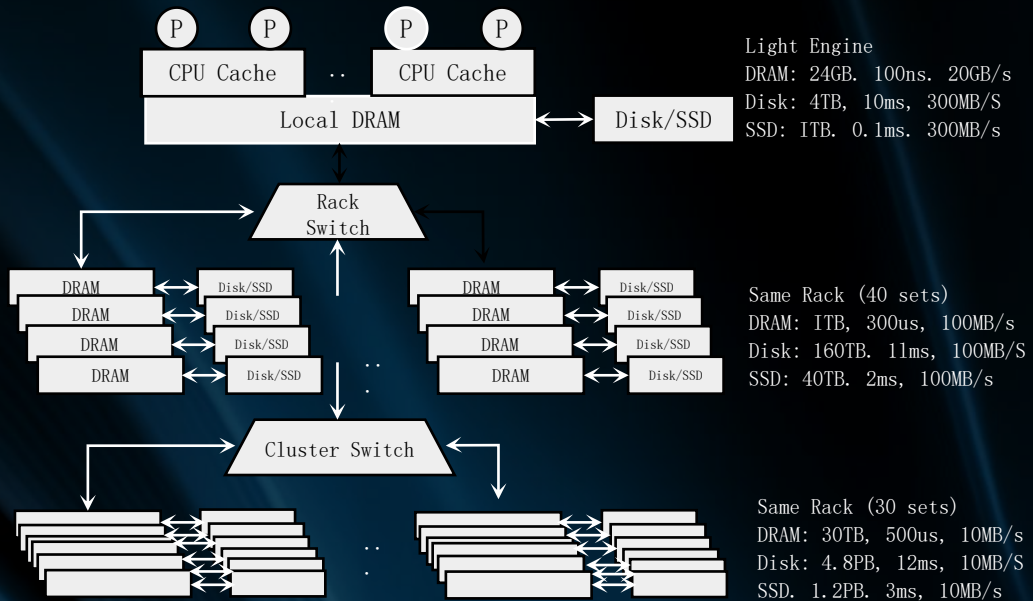 P P P P
CPU Cache .. CPU Cache
Local DRAM
Disk/SSD
Light Engine
DRAM: 24GB. 100ns. 20GB/s
Disk: 4TB, 10ms, 300MB/S
SSD: ITB. 0.1ms. 300MB/s
Rack
Switch
DRAM Disk/SSD
DRAM Disk/SSD
DRAM Disk/SSD
DRAM Disk/SSD
DRAM Disk/SSD
DRAM Disk/SSD
DRAM Disk/SSD
DRAM Disk/SSD
Same Rack (40 sets)
DRAM: ITB, 300us, 100MB/s
Disk: 160TB. 11ms, 100MB/S
SSD: 40TB. 2ms, 100MB/s
Cluster Switch
Same Rack (30 sets)
DRAM: 30TB, 500us, 10MB/s
Disk: 4.8PB, 12ms, 10MB/S
SSD. 1.2PB. 3ms, 10MB/s